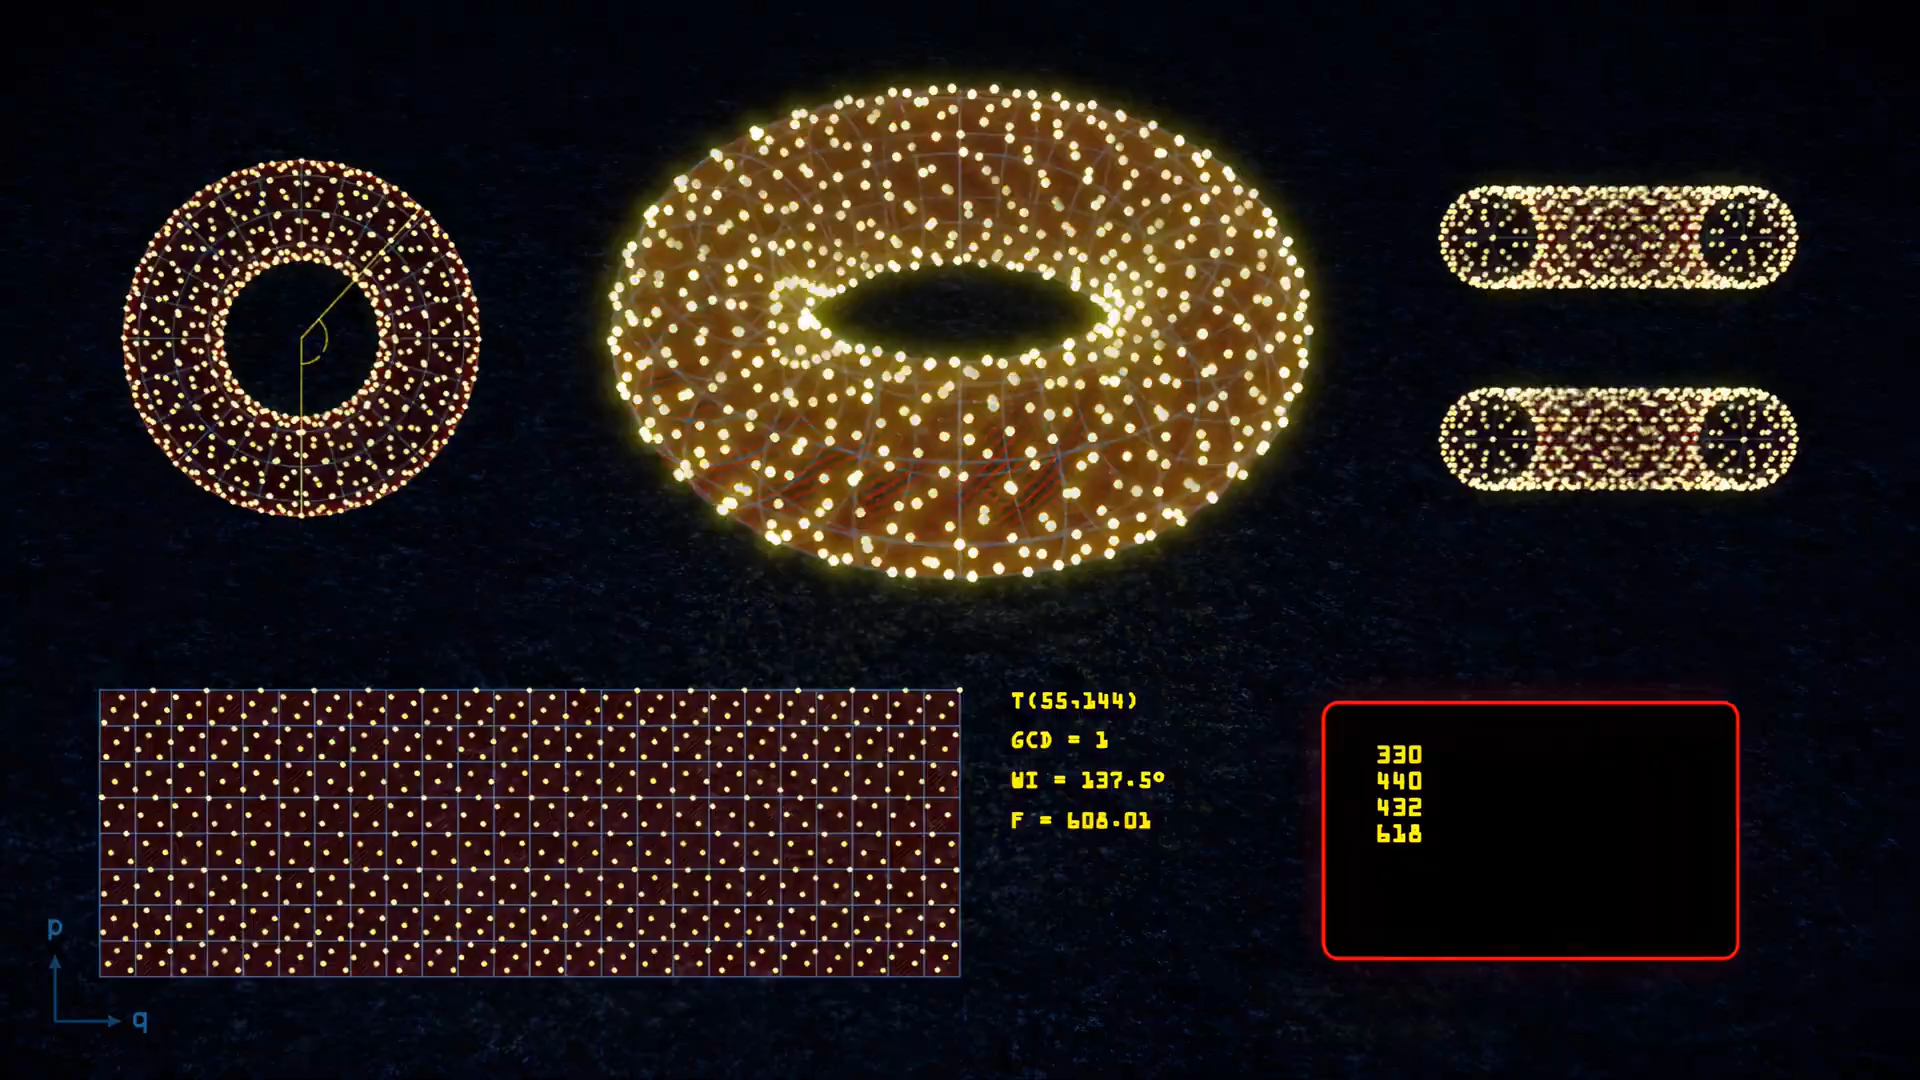 T(55,144)
GCD = 1
WI = 137.5°
F = 608.01
330
440
432
618
p
q